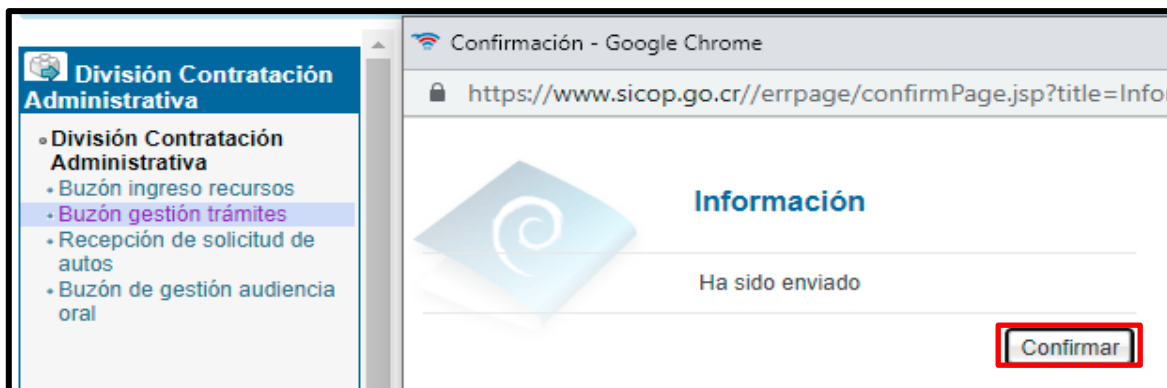 División Contratación
Administrativa
División Contratación
Administrativa
Buzón ingreso recursos
Buzón gestión trámites
Recepción de solicitud de
autos
Buzón de gestión audiencia
oral
Confirmación - Google Chrome
https://www.sicop.go.cr//errpage/confirmPage.jsp?title=Infor
Información
Ha sido enviado
Confirmar